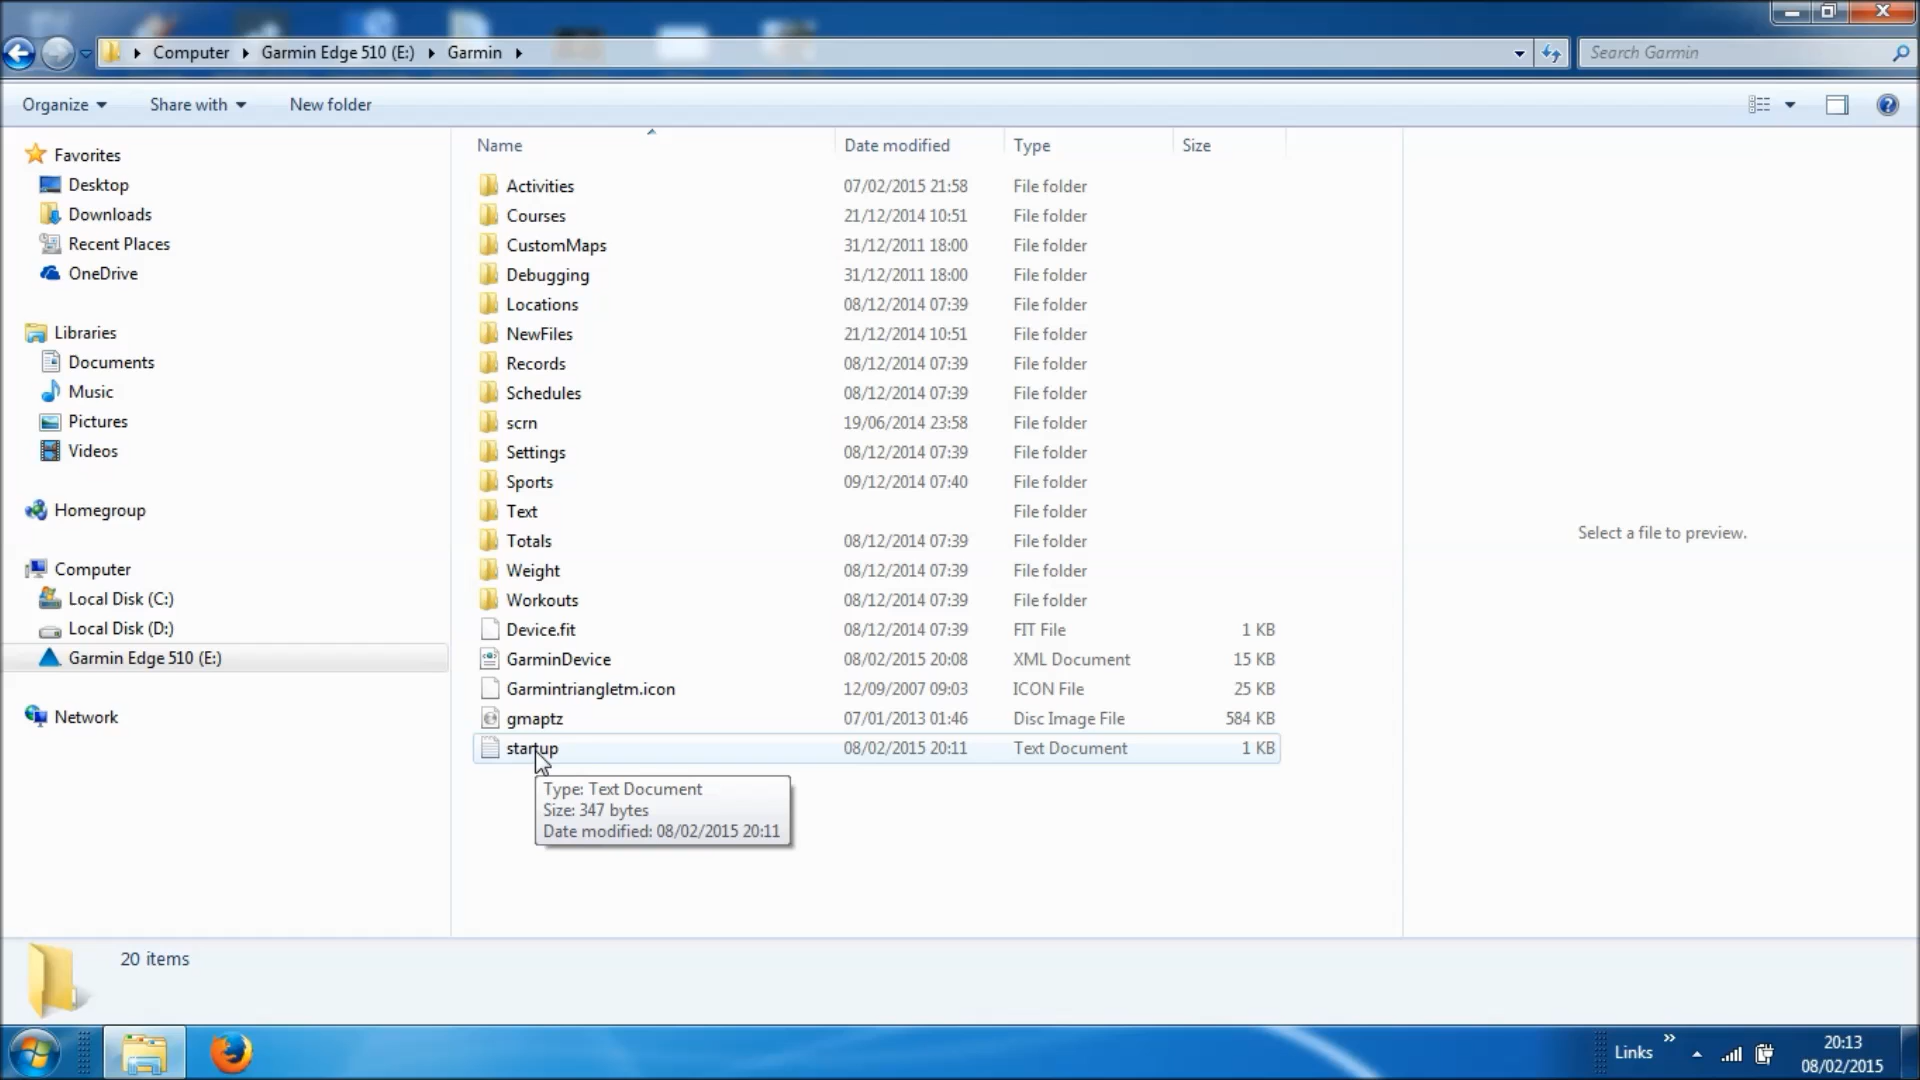 Computer Garmin Edge 510 (E:) Garmin
Search Garmin
Organize Share with New folder
Name Date modified Type Size
Favorites
Desktop
Downloads
Recent Places
OneDrive
Libraries
Documents
Music
Pictures
Videos
Homegroup
Computer
Local Disk (C:)
Local Disk (D:)
Garmin Edge 510 (E:)
Network
Activities 07/02/2015 21:58 File folder
Courses 21/12/2014 10:51 File folder
CustomMaps 31/12/2011 18:00 File folder
Debugging 31/12/2011 18:00 File folder
Locations 08/12/2014 07:39 File folder
NewFiles 21/12/2014 10:51 File folder
Records 08/12/2014 07:39 File folder
Schedules 08/12/2014 07:39 File folder
scrn 19/06/2014 23:58 File folder
Settings 08/12/2014 07:39 File folder
Sports 09/12/2014 07:40 File folder
Text File folder
Totals 08/12/2014 07:39 File folder
Weight 08/12/2014 07:39 File folder
Workouts 08/12/2014 07:39 File folder
Device.fit 08/12/2014 07:39 FIT File 1 KB
GarminDevice 08/02/2015 20:08 XML Document 15 KB
Garmintriangletm.icon 12/09/2007 09:03 ICON File 25 KB
gmaptz 07/01/2013 01:46 Disc Image File 584 KB
startup 08/02/2015 20:11 Text Document 1 KB
Type: Text Document
Size: 347 bytes
Date modified: 08/02/2015 20:11
Select a file to preview.
20 items
Links
20:13
08/02/2015